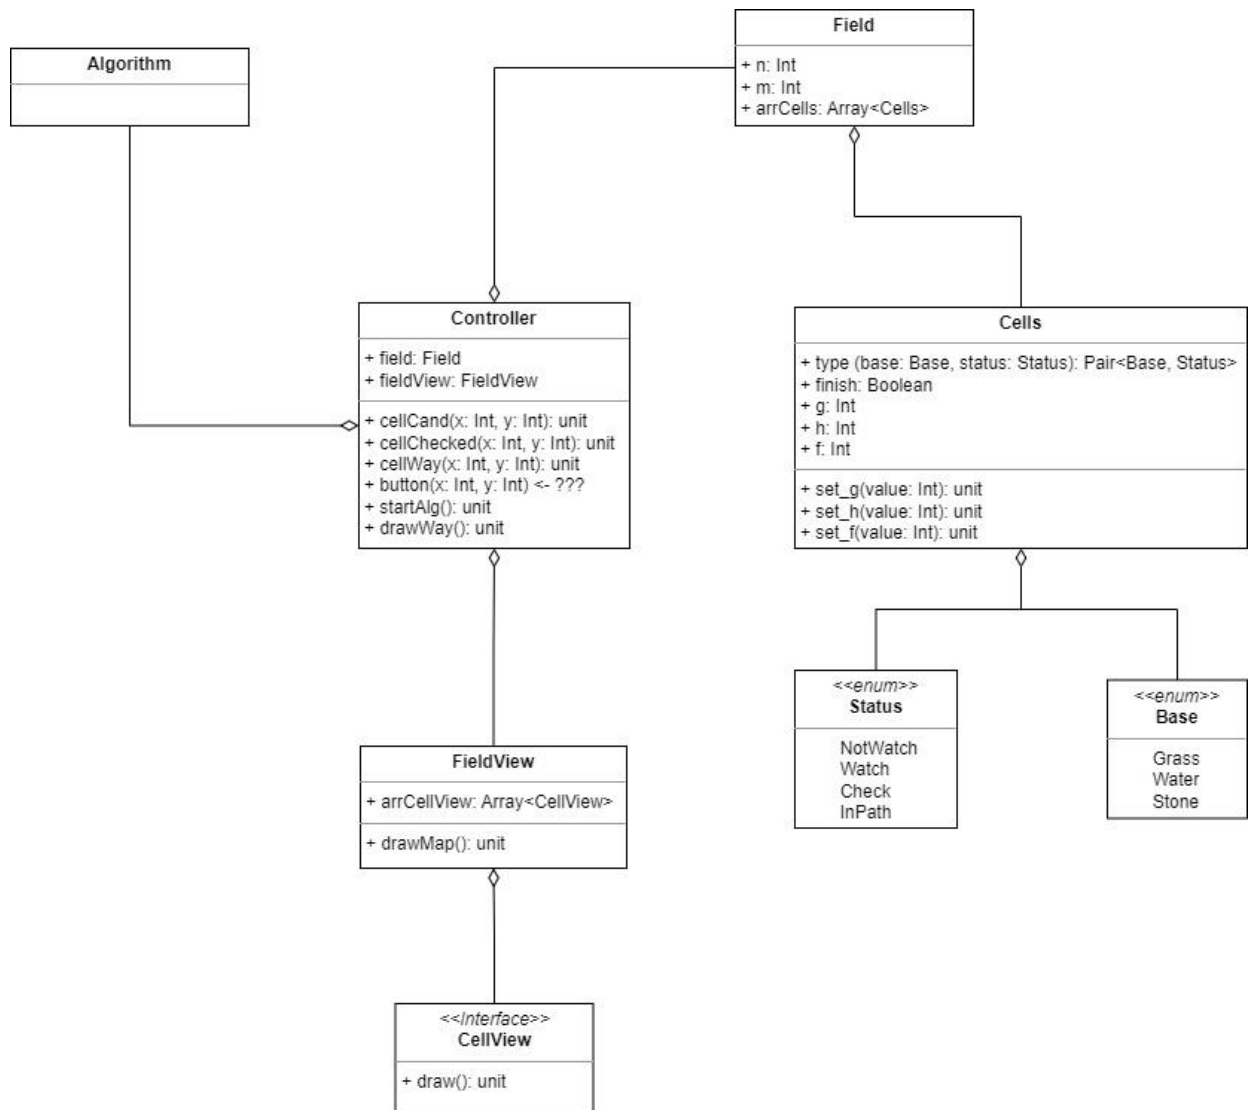 Algorithm
Field
+ n: Int
+ m: Int
+ arrCells: Array<Cells>
Controller
+ field: Field
+ fieldView: FieldView
+ cellCand(x: Int, y: Int): unit
+ cellChecked(x: Int, y: Int): unit
+ cellWay(x: Int, y: Int): unit
+ button(x: Int, y: Int) <- ???
+ startAlg(): unit
+ drawWay(): unit
Cells
+ type (base: Base, status: Status): Pair<Base, Status>
+ finish: Boolean
+ g: Int
+ h: Int
+ f: Int
+ set_g(value: Int): unit
+ set_h(value: Int): unit
+ set_f(value: Int): unit
<<enum>>
Status
NotWatch
Watch
Check
InPath
<<enum>>
Base
Grass
Water
Stone
FieldView
+ arrCellView: Array<CellView>
+ drawMap(): unit
<<Interface>>
CellView
+ draw(): unit